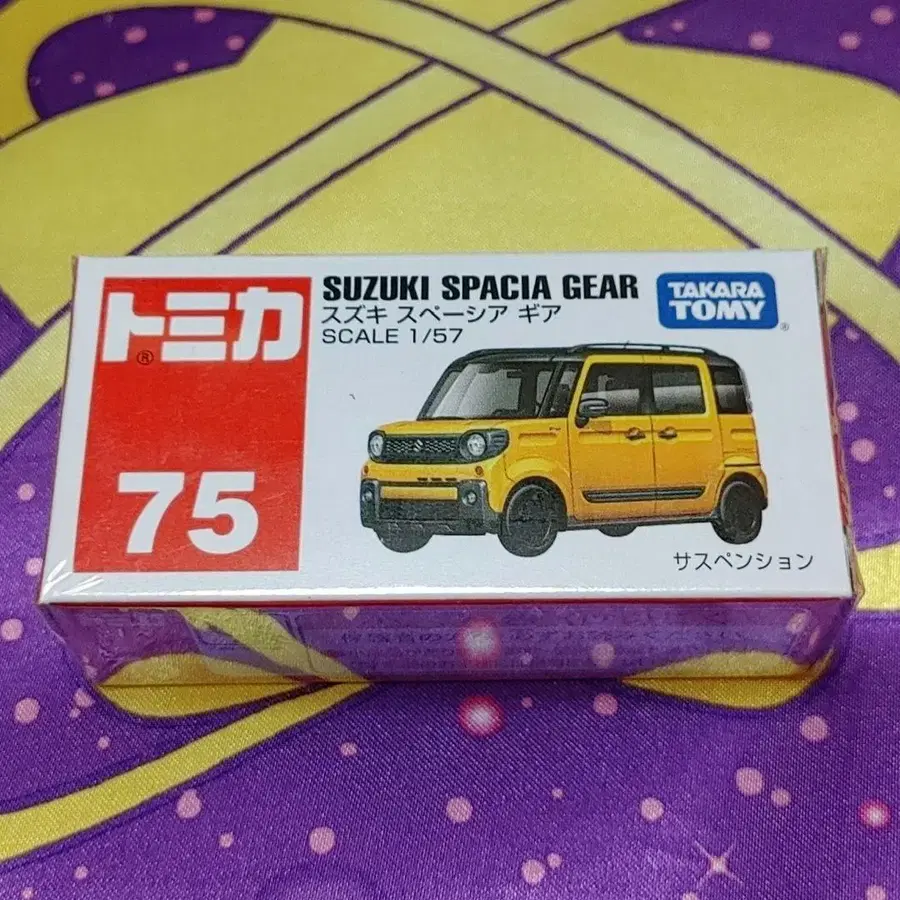 トミカ
®
75
SUZUKI SPACIA GEAR
スズキ スペーシア ギア
SCALE 1/57
TAKARA TOMY
®
サスペンション